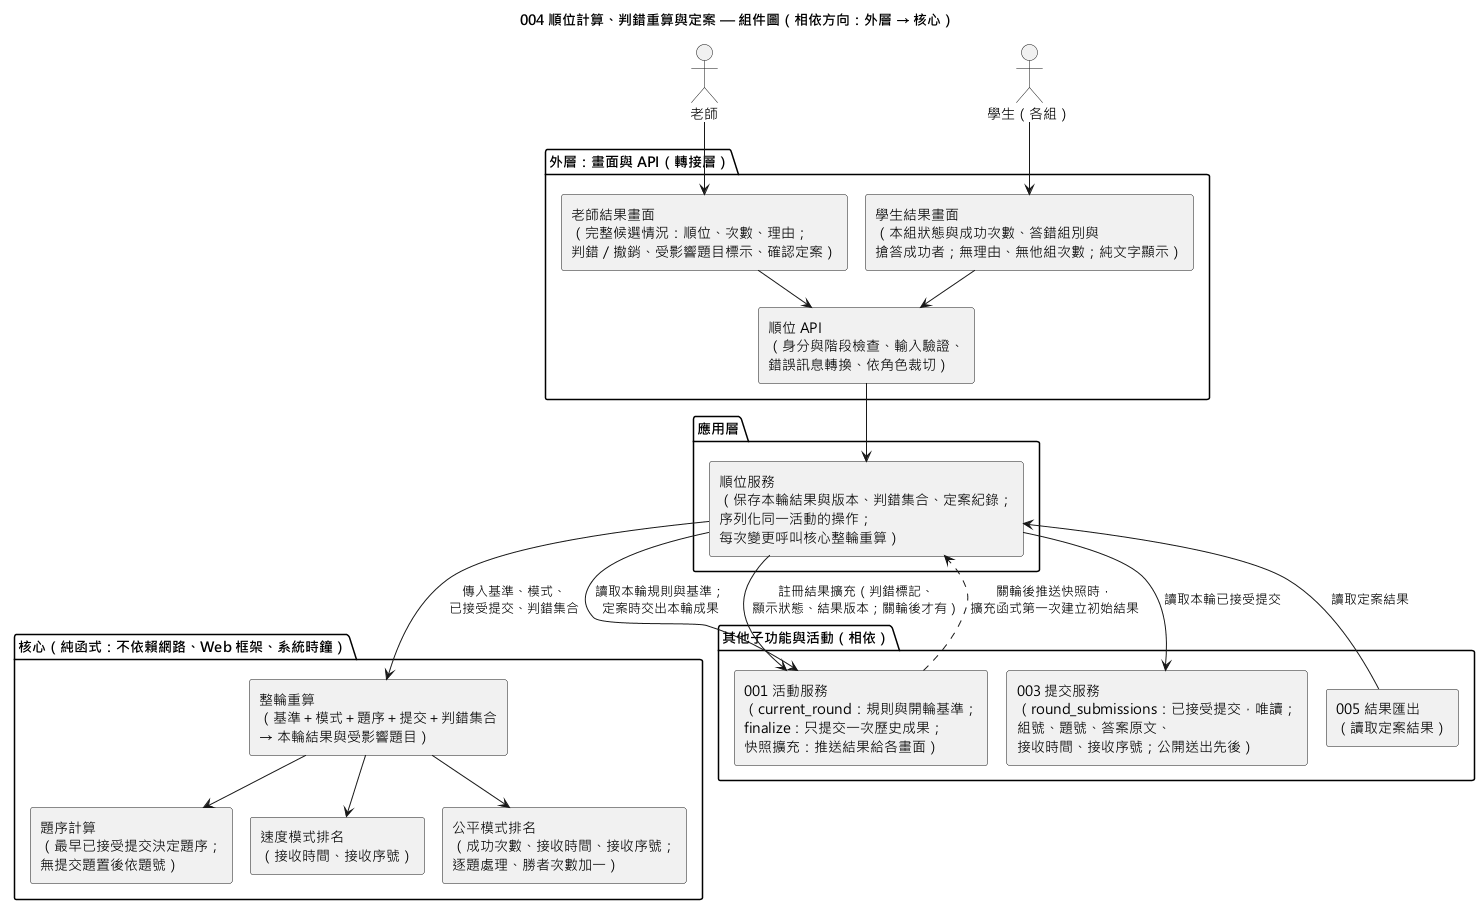 004 順位計算、判錯重算與定案 — 組件圖（相依方向：外層 → 核心）
老師
學生（各組）
外層：畫面與 API（轉接層）
老師結果畫面
（完整候選情況：順位、次數、理由；
判錯 / 撤銷、受影響題目標示、確認定案）
學生結果畫面
（本組狀態與成功次數、答錯組別與
搶答成功者；無理由、無他組次數；純文字顯示）
順位 API
（身分與階段檢查、輸入驗證、
錯誤訊息轉換、依角色裁切）
應用層
順位服務
（保存本輪結果與版本、判錯集合、定案紀錄；
序列化同一活動的操作；
每次變更呼叫核心整輪重算）
傳入基準、模式、
已接受提交、判錯集合
讀取本輪規則與基準；
定案時交出本輪成果
註冊結果擴充（判錯標記、
顯示狀態、結果版本；關輪後才有）
關輪後推送快照時，
擴充函式第一次建立初始結果
讀取本輪已接受提交
讀取定案結果
核心（純函式：不依賴網路、Web 框架、系統時鐘）
整輪重算
（基準 + 模式 + 題序 + 提交 + 判錯集合
→ 本輪結果與受影響題目）
題序計算
（最早已接受提交決定題序；
無提交題置後依題號）
速度模式排名
（接收時間、接收序號）
公平模式排名
（成功次數、接收時間、接收序號；
逐題處理、勝者次數加一）
其他子功能與活動（相依）
001 活動服務
（current_round：規則與開輪基準；
finalize：只提交一次歷史成果；
快照擴充：推送結果給各畫面）
003 提交服務
（round_submissions：已接受提交，唯讀；
組號、題號、答案原文、
接收時間、接收序號；公開送出先後）
005 結果匯出
（讀取定案結果）